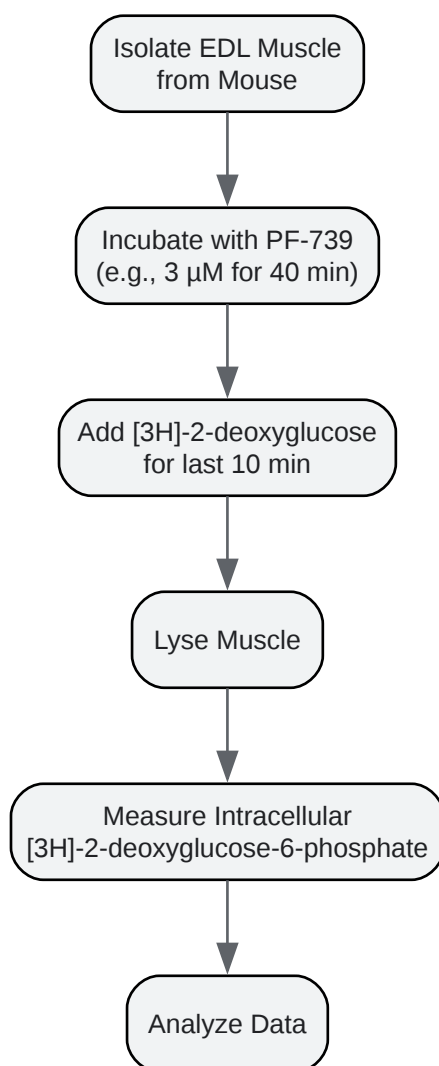 Isolate EDL Muscle
from Mouse
Incubate with PF-739
(e.g., 3 µM for 40 min)
Add [3H]-2-deoxyglucose
for last 10 min
Lyse Muscle
Measure Intracellular
[3H]-2-deoxyglucose-6-phosphate
Analyze Data